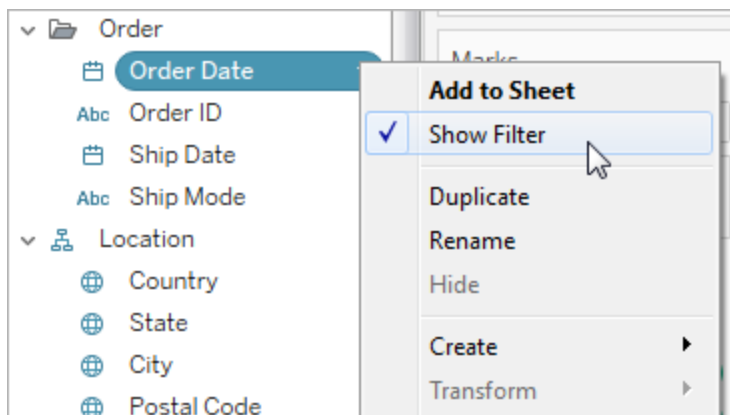 Order
Order Date
Abc Order ID
Ship Date
Abc Ship Mode
Location
Country
State
City
Postal Code
Marks
Add to Sheet
Show Filter
Duplicate
Rename
Hide
Create
Transform